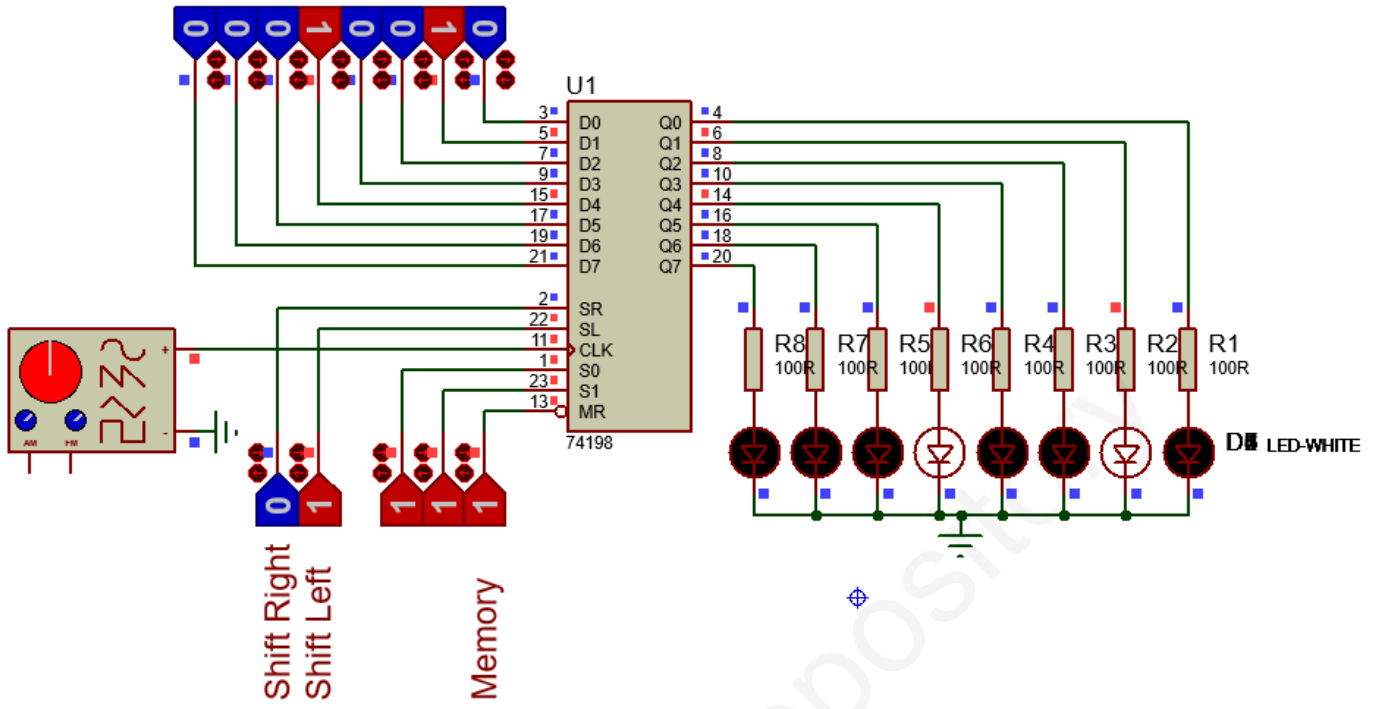 0 0 0 1 0 0 1 0
U1
3 D0 Q0 4
5 D1 Q1 6
7 D2 Q2 8
9 D3 Q3 10
15 D4 Q4 14
17 D5 Q5 16
19 D6 Q6 18
21 D7 Q7 20
2 SR
22 SL
11 CLK
1 S0
23 S1
13 MR
74198
+
-
AM FM
R8 R7 R5 R6 R4 R3 R2 R1
100R 100R 100R 100R 100R 100R 100R 100R
LED-WHITE
0 1 1 1 1
Shift Right
Shift Left
Memory